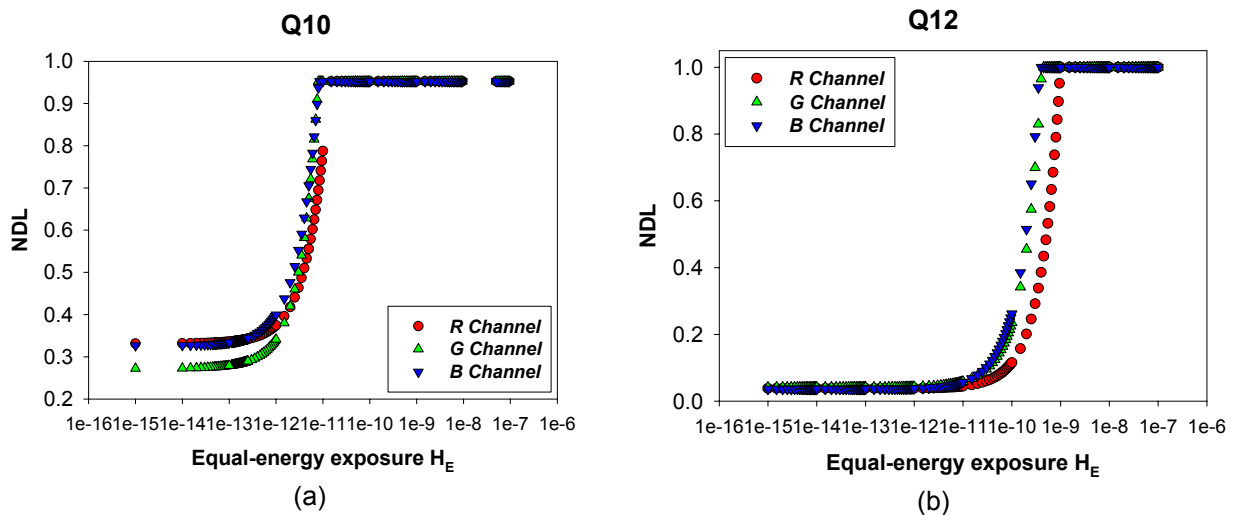 Q10
1.0
0.9
0.8
0.7
0.6
0.5
0.4
0.3
0.2
NDL
R Channel
G Channel
B Channel
1e-161e-151e-141e-131e-121e-111e-10 1e-9 1e-8 1e-7 1e-6
Equal-energy exposure HE
(a)
Q12
1.0
0.8
0.6
0.4
0.2
0.0
NDL
R Channel
G Channel
B Channel
1e-161e-151e-141e-131e-121e-111e-10 1e-9 1e-8 1e-7 1e-6
Equal-energy exposure HE
(b)